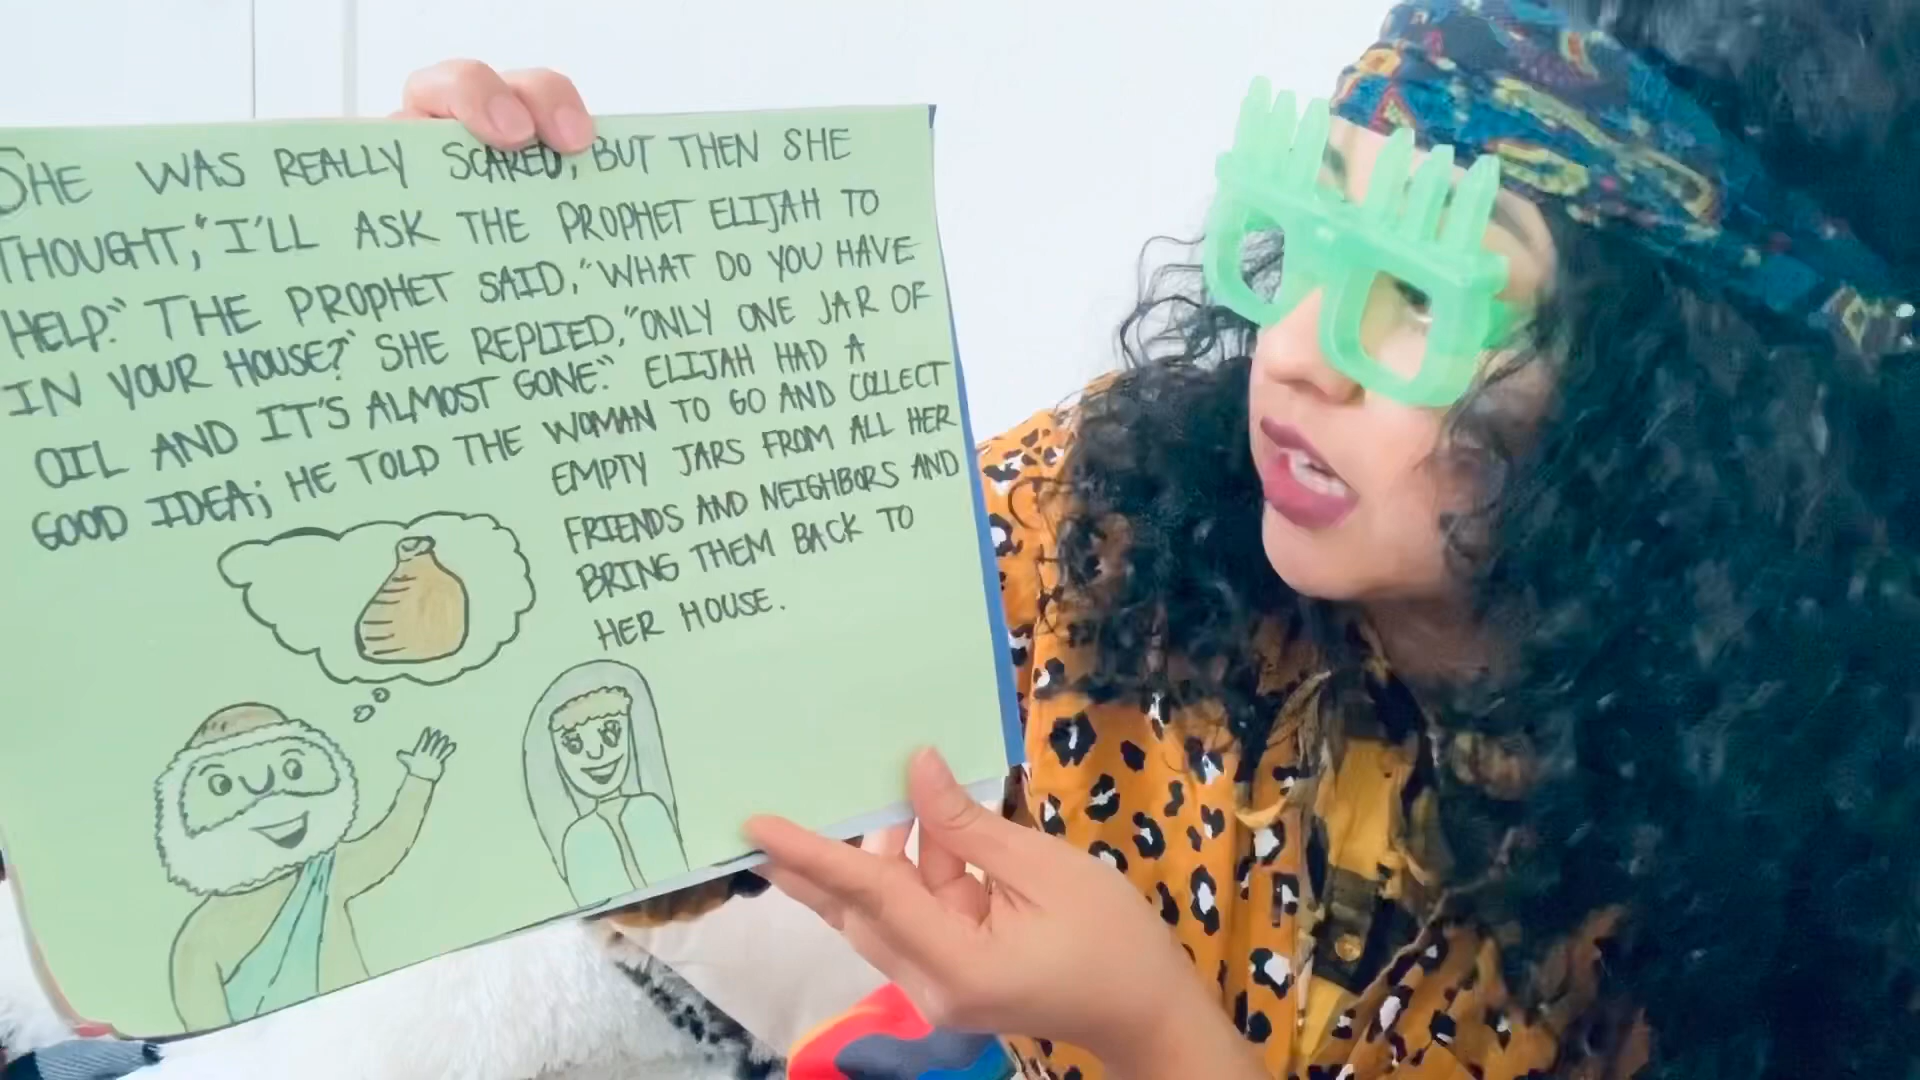 SHE WAS REALLY SCARED, BUT THEN SHE
THOUGHT, "I'LL ASK THE PROPHET ELIJAH TO
HELP." THE PROPHET SAID, "WHAT DO YOU HAVE
IN YOUR HOUSE?" SHE REPLIED, "ONLY ONE JAR OF
OIL AND IT'S ALMOST GONE." ELIJAH HAD A
GOOD IDEA; HE TOLD THE WOMAN TO GO AND COLLECT
EMPTY JARS FROM ALL HER
FRIENDS AND NEIGHBORS AND
BRING THEM BACK TO
HER HOUSE.